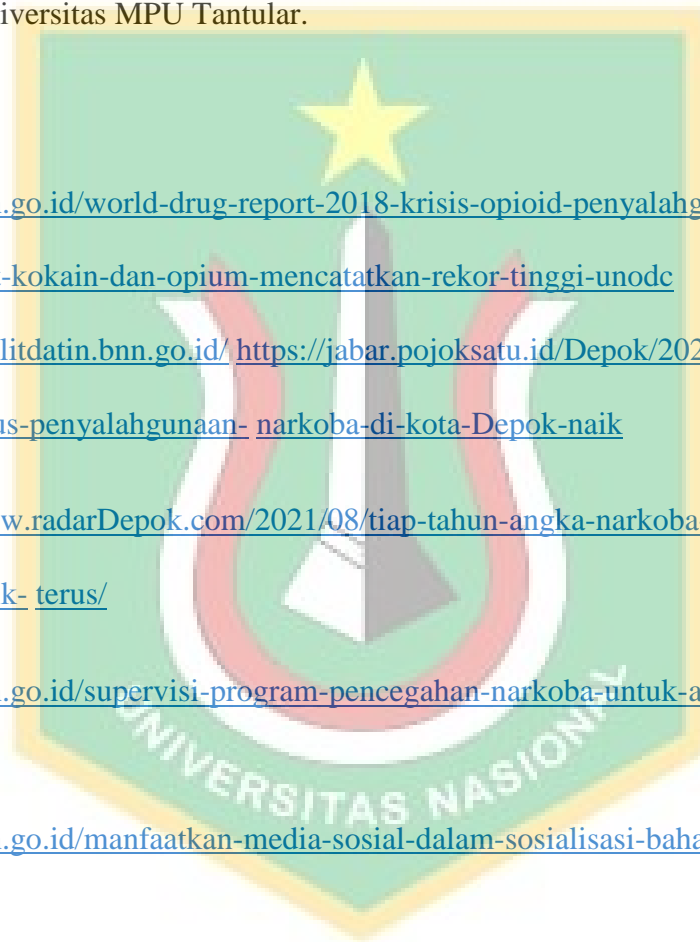 iversitas MPU Tantular.
.go.id/world-drug-report-2018-krisis-opioid-penyalahg
-kokain-dan-opium-mencatatkan-rekor-tinggi-unodc
litdatin.bnn.go.id/ https://jabar.pojoksatu.id/Depok/202
us-penyalahgunaan- narkoba-di-kota-Depok-naik
w.radarDepok.com/2021/08/tiap-tahun-angka-narkoba-
k- terus/
.go.id/supervisi-program-pencegahan-narkoba-untuk-a
UNIVERSITAS NASIONAL
.go.id/manfaatkan-media-sosial-dalam-sosialisasi-baha